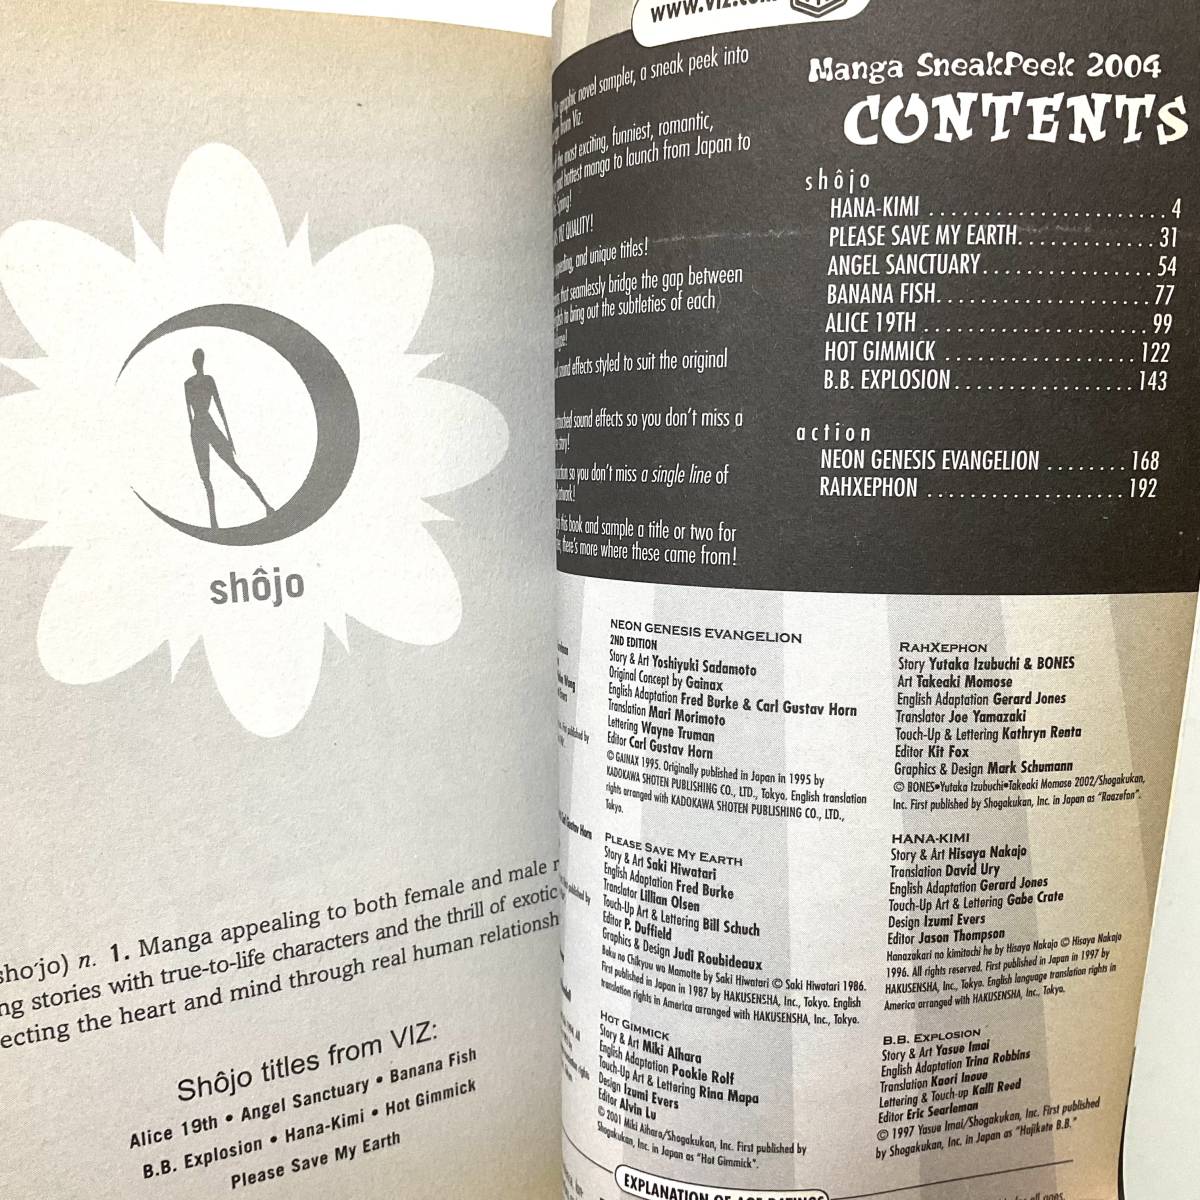 shôjo
sho·jo) n. 1. Manga appealing to both female and male
ng stories with true-to-life characters and the thrill of exotic
ecting the heart and mind through real human relationsh
Shôjo titles from VIZ:
Alice 19th • Angel Sanctuary • Banana Fish
B.B. Explosion • Hana-Kimi • Hot Gimmick
Please Save My Earth
www.viz.com
graphic novel sampler, a sneak peek into
from Viz.
the most exciting, funniest, romantic,
and hottest manga to launch from Japan to
Spring!
VIZ QUALITY!
and unique titles!
that seamlessly bridge the gap between
to bring out the subtleties of each
sound effects styled to suit the original
sound effects so you don't miss a
story!
so you don't miss a single line of
artwork!
this book and sample a title or two for
there's more where these came from!
Manga SneakPeek 2004
CONTENTS
shôjo
HANA-KIMI ...................... 4
PLEASE SAVE MY EARTH ............. 31
ANGEL SANCTUARY ................ 54
BANANA FISH .................... 77
ALICE 19TH ..................... 99
HOT GIMMICK .................. 122
B.B. EXPLOSION ................. 143
action
NEON GENESIS EVANGELION ........ 168
RAHXEPHON ................... 192
NEON GENESIS EVANGELION
2ND EDITION
Story & Art Yoshiyuki Sadamoto
Original Concept by Gainax
English Adaptation Fred Burke & Carl Gustav Horn
Translation Mari Morimoto
Lettering Wayne Truman
Editor Carl Gustav Horn
© GAINAX 1995. Originally published in Japan in 1995 by
KADOKAWA SHOTEN PUBLISHING CO., LTD., Tokyo. English translation
rights arranged with KADOKAWA SHOTEN PUBLISHING CO., LTD.,
Tokyo.
PLEASE SAVE MY EARTH
Story & Art Saki Hiwatari
English Adaptation Fred Burke
Translator Lillian Olsen
Touch-Up Art & Lettering Bill Schuch
Editor P. Duffield
Graphics & Design Judi Roubideaux
Boku no Chikyuu wo Mamotte by Saki Hiwatari © Saki Hiwatari 1986.
First published in Japan in 1987 by HAKUSENSHA, Inc., Tokyo. English
translation rights in America arranged with HAKUSENSHA, Inc., Tokyo.
HOT GIMMICK
Story & Art Miki Aihara
English Adaptation Pookie Rolf
Touch-Up Art & Lettering Rina Mapa
Design Izumi Evers
Editor Alvin Lu
© 2001 Miki Aihara/Shogakukan, Inc. First published by
Shogakukan, Inc. in Japan as "Hot Gimmick".
RAHXEPHON
Story Yutaka Izubuchi & BONES
Art Takeaki Momose
English Adaptation Gerard Jones
Translator Joe Yamazaki
Touch-Up & Lettering Kathryn Renta
Editor Kit Fox
Graphics & Design Mark Schumann
© BONES•Yutaka Izubuchi•Takeaki Momose 2002/Shogakukan,
Inc. First published by Shogakukan, Inc. in Japan as "Raazefon".
HANA-KIMI
Story & Art Hisaya Nakajo
Translation David Ury
English Adaptation Gerard Jones
Touch-Up Art & Lettering Gabe Crate
Design Izumi Evers
Editor Jason Thompson
Hanazakari no kimitachi he by Hisaya Nakajo © Hisaya Nakajo
1996. All rights reserved. First published in Japan in 1997 by
HAKUSENSHA, Inc., Tokyo. English language translation rights in
America arranged with HAKUSENSHA, Inc., Tokyo.
B.B. EXPLOSION
Story & Art Yasue Imai
English Adaptation Trina Robbins
Translation Kaori Inoue
Lettering & Touch-up Kalli Reed
Editor Eric Searleman
© 1997 Yasue Imai/Shogakukan, Inc. First published
by Shogakukan, Inc. in Japan as "Hajikete B.B."
EXPLANATION OF AGE RATINGS